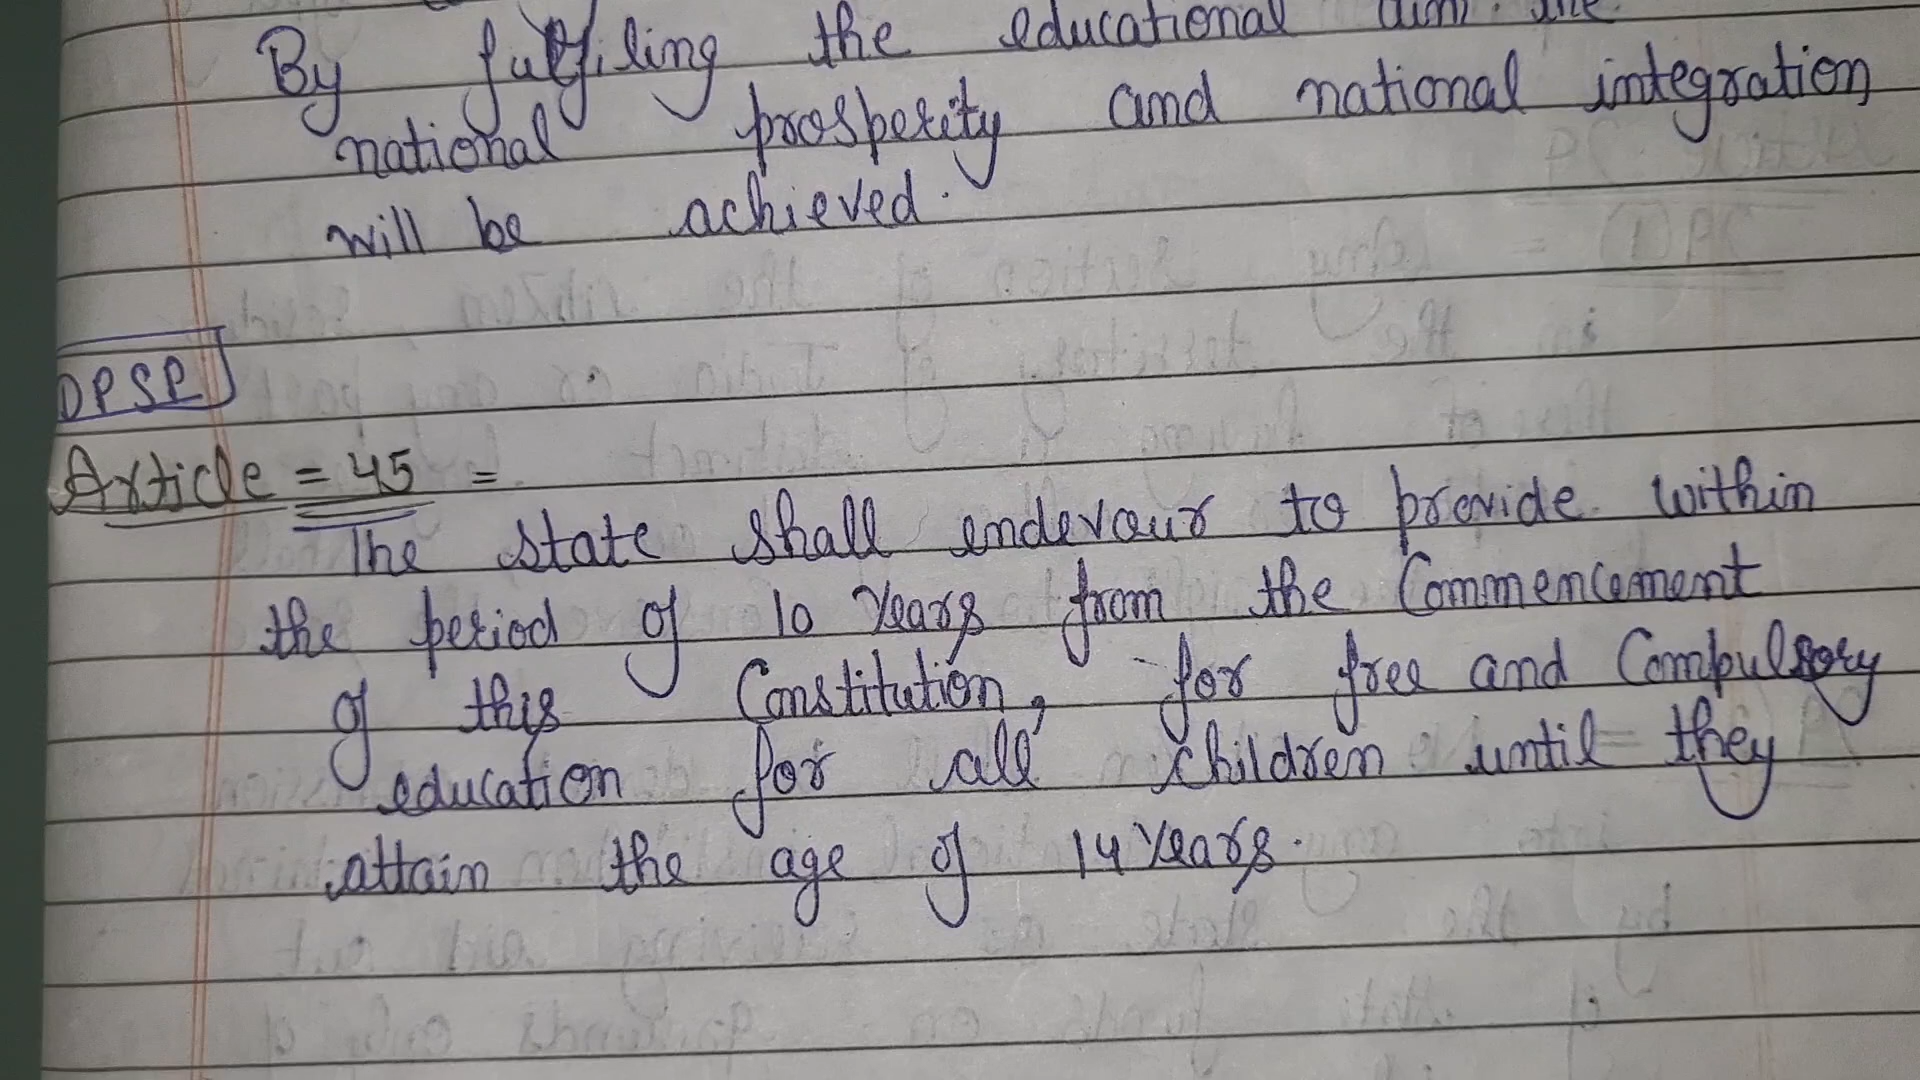 By fulfiling the educational aim. the
national prosperity and national integration
will be achieved.
DPSP
Article = 45 =
The state shall endevour to provide within
the period of 10 Years from the Commencement
of this Constitution, for free and Compulsory
education for all children until they
attain the age of 14 Years.